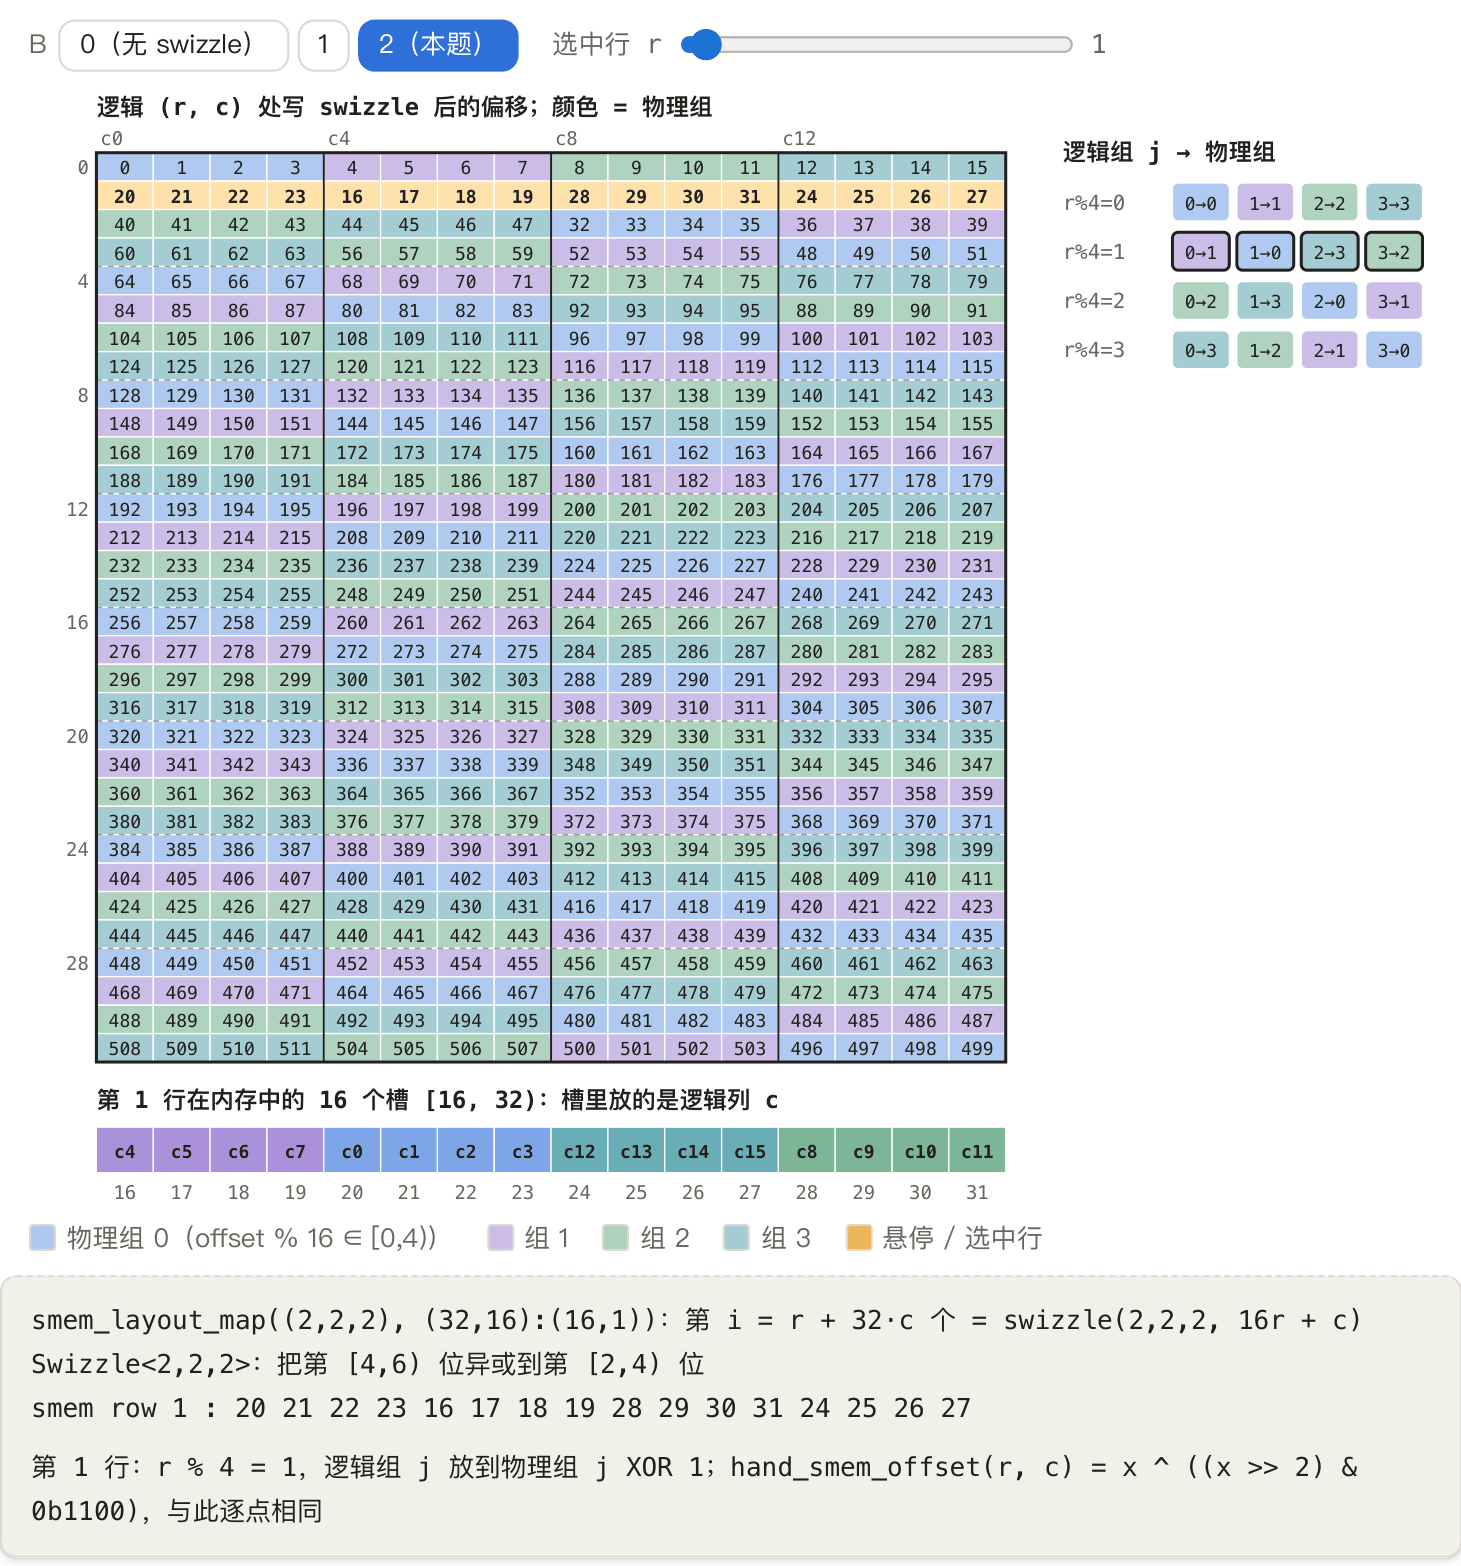 B 0（无 swizzle） 1 2（本题） 选中行 r 1
逻辑 (r, c) 处写 swizzle 后的偏移；颜色 = 物理组
c0 c4 c8 c12
0 0 1 2 3 4 5 6 7 8 9 10 11 12 13 14 15
20 21 22 23 16 17 18 19 28 29 30 31 24 25 26 27
40 41 42 43 44 45 46 47 32 33 34 35 36 37 38 39
60 61 62 63 56 57 58 59 52 53 54 55 48 49 50 51
4 64 65 66 67 68 69 70 71 72 73 74 75 76 77 78 79
84 85 86 87 80 81 82 83 92 93 94 95 88 89 90 91
104 105 106 107 108 109 110 111 96 97 98 99 100 101 102 103
124 125 126 127 120 121 122 123 116 117 118 119 112 113 114 115
8 128 129 130 131 132 133 134 135 136 137 138 139 140 141 142 143
148 149 150 151 144 145 146 147 156 157 158 159 152 153 154 155
168 169 170 171 172 173 174 175 160 161 162 163 164 165 166 167
188 189 190 191 184 185 186 187 180 181 182 183 176 177 178 179
12 192 193 194 195 196 197 198 199 200 201 202 203 204 205 206 207
212 213 214 215 208 209 210 211 220 221 222 223 216 217 218 219
232 233 234 235 236 237 238 239 224 225 226 227 228 229 230 231
252 253 254 255 248 249 250 251 244 245 246 247 240 241 242 243
16 256 257 258 259 260 261 262 263 264 265 266 267 268 269 270 271
276 277 278 279 272 273 274 275 284 285 286 287 280 281 282 283
296 297 298 299 300 301 302 303 288 289 290 291 292 293 294 295
316 317 318 319 312 313 314 315 308 309 310 311 304 305 306 307
20 320 321 322 323 324 325 326 327 328 329 330 331 332 333 334 335
340 341 342 343 336 337 338 339 348 349 350 351 344 345 346 347
360 361 362 363 364 365 366 367 352 353 354 355 356 357 358 359
380 381 382 383 376 377 378 379 372 373 374 375 368 369 370 371
24 384 385 386 387 388 389 390 391 392 393 394 395 396 397 398 399
404 405 406 407 400 401 402 403 412 413 414 415 408 409 410 411
424 425 426 427 428 429 430 431 416 417 418 419 420 421 422 423
444 445 446 447 440 441 442 443 436 437 438 439 432 433 434 435
28 448 449 450 451 452 453 454 455 456 457 458 459 460 461 462 463
468 469 470 471 464 465 466 467 476 477 478 479 472 473 474 475
488 489 490 491 492 493 494 495 480 481 482 483 484 485 486 487
508 509 510 511 504 505 506 507 500 501 502 503 496 497 498 499
逻辑组 j → 物理组
r%4=0 0→0 1→1 2→2 3→3
r%4=1 0→1 1→0 2→3 3→2
r%4=2 0→2 1→3 2→0 3→1
r%4=3 0→3 1→2 2→1 3→0
第 1 行在内存中的 16 个槽 [16, 32)：槽里放的是逻辑列 c
c4 c5 c6 c7 c0 c1 c2 c3 c12 c13 c14 c15 c8 c9 c10 c11
16 17 18 19 20 21 22 23 24 25 26 27 28 29 30 31
物理组 0（offset % 16 ∈ [0,4)） 组 1 组 2 组 3 悬停 / 选中行
smem_layout_map((2,2,2), (32,16):(16,1))：第 i = r + 32·c 个 = swizzle(2,2,2, 16r + c)
Swizzle<2,2,2>：把第 [4,6) 位异或到第 [2,4) 位
smem row 1 : 20 21 22 23 16 17 18 19 28 29 30 31 24 25 26 27
第 1 行：r % 4 = 1，逻辑组 j 放到物理组 j XOR 1；hand_smem_offset(r, c) = x ^ ((x >> 2) &
0b1100)，与此逐点相同